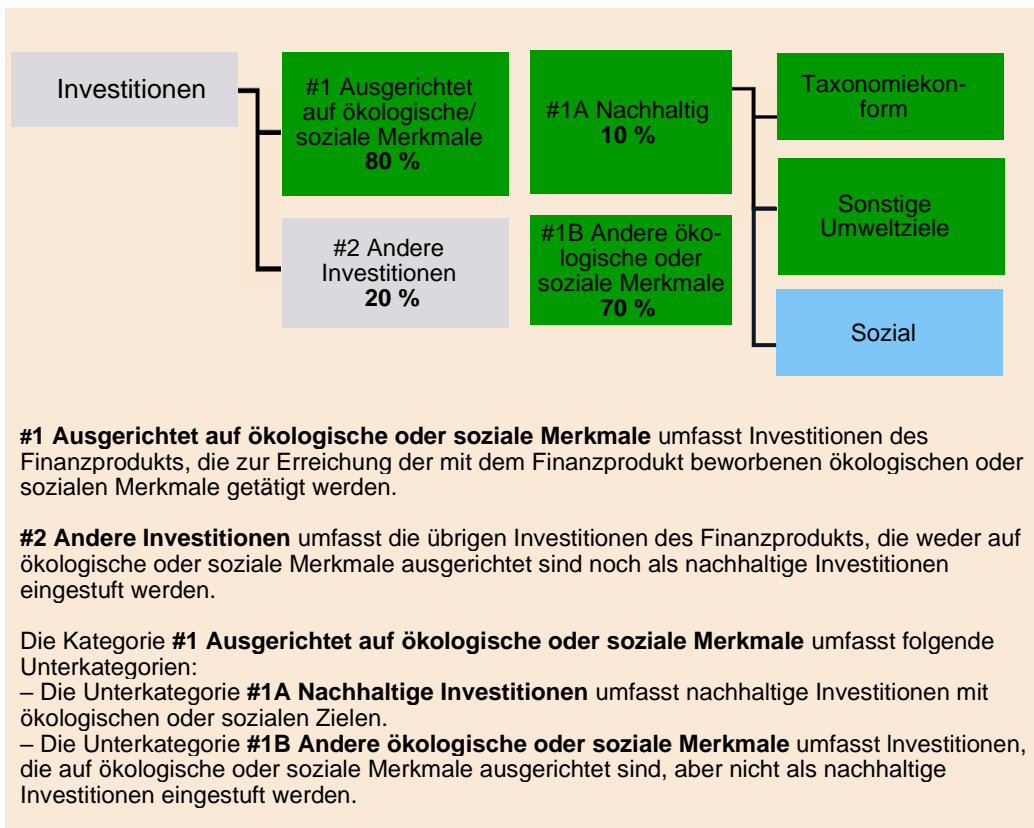 Investitionen
#1 Ausgerichtet
auf ökologische/
soziale Merkmale
80 %
#2 Andere
Investitionen
20 %
#1A Nachhaltig
10 %
#1B Andere öko-
logische oder
soziale Merkmale
70 %
Taxonomiekon-
form
Sonstige
Umweltziele
Sozial
#1 Ausgerichtet auf ökologische oder soziale Merkmale umfasst Investitionen des
Finanzprodukts, die zur Erreichung der mit dem Finanzprodukt beworbenen ökologischen oder
sozialen Merkmale getätigt werden.
#2 Andere Investitionen umfasst die übrigen Investitionen des Finanzprodukts, die weder auf
ökologische oder soziale Merkmale ausgerichtet sind noch als nachhaltige Investitionen
eingestuft werden.
Die Kategorie #1 Ausgerichtet auf ökologische oder soziale Merkmale umfasst folgende
Unterkategorien:
– Die Unterkategorie #1A Nachhaltige Investitionen umfasst nachhaltige Investitionen mit
ökologischen oder sozialen Zielen.
– Die Unterkategorie #1B Andere ökologische oder soziale Merkmale umfasst Investitionen,
die auf ökologische oder soziale Merkmale ausgerichtet sind, aber nicht als nachhaltige
Investitionen eingestuft werden.